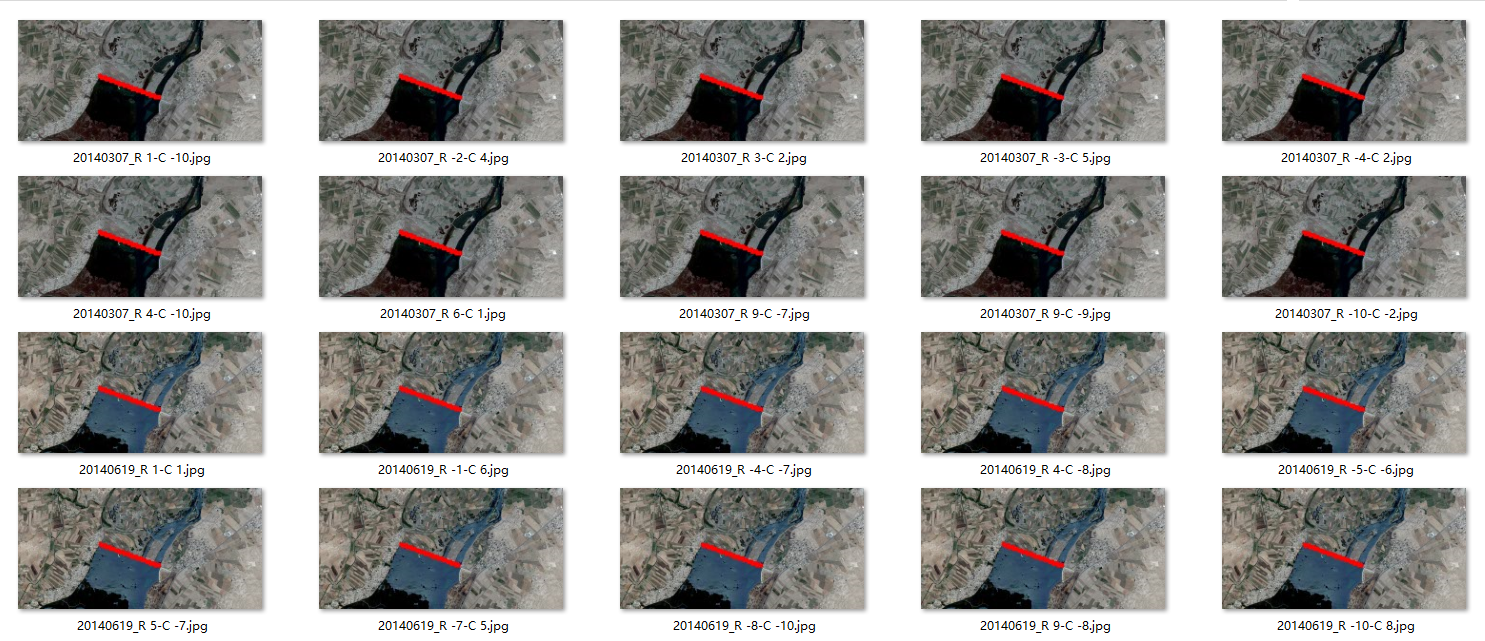 20140307_R 1-C -10.jpg
20140307_R -2-C 4.jpg
20140307_R 3-C 2.jpg
20140307_R -3-C 5.jpg
20140307_R -4-C 2.jpg
20140307_R 4-C -10.jpg
20140307_R 6-C 1.jpg
20140307_R 9-C -7.jpg
20140307_R 9-C -9.jpg
20140307_R -10-C -2.jpg
20140619_R 1-C 1.jpg
20140619_R -1-C 6.jpg
20140619_R -4-C -7.jpg
20140619_R 4-C -8.jpg
20140619_R -5-C -6.jpg
20140619_R 5-C -7.jpg
20140619_R -7-C 5.jpg
20140619_R -8-C -10.jpg
20140619_R 9-C -8.jpg
20140619_R -10-C 8.jpg